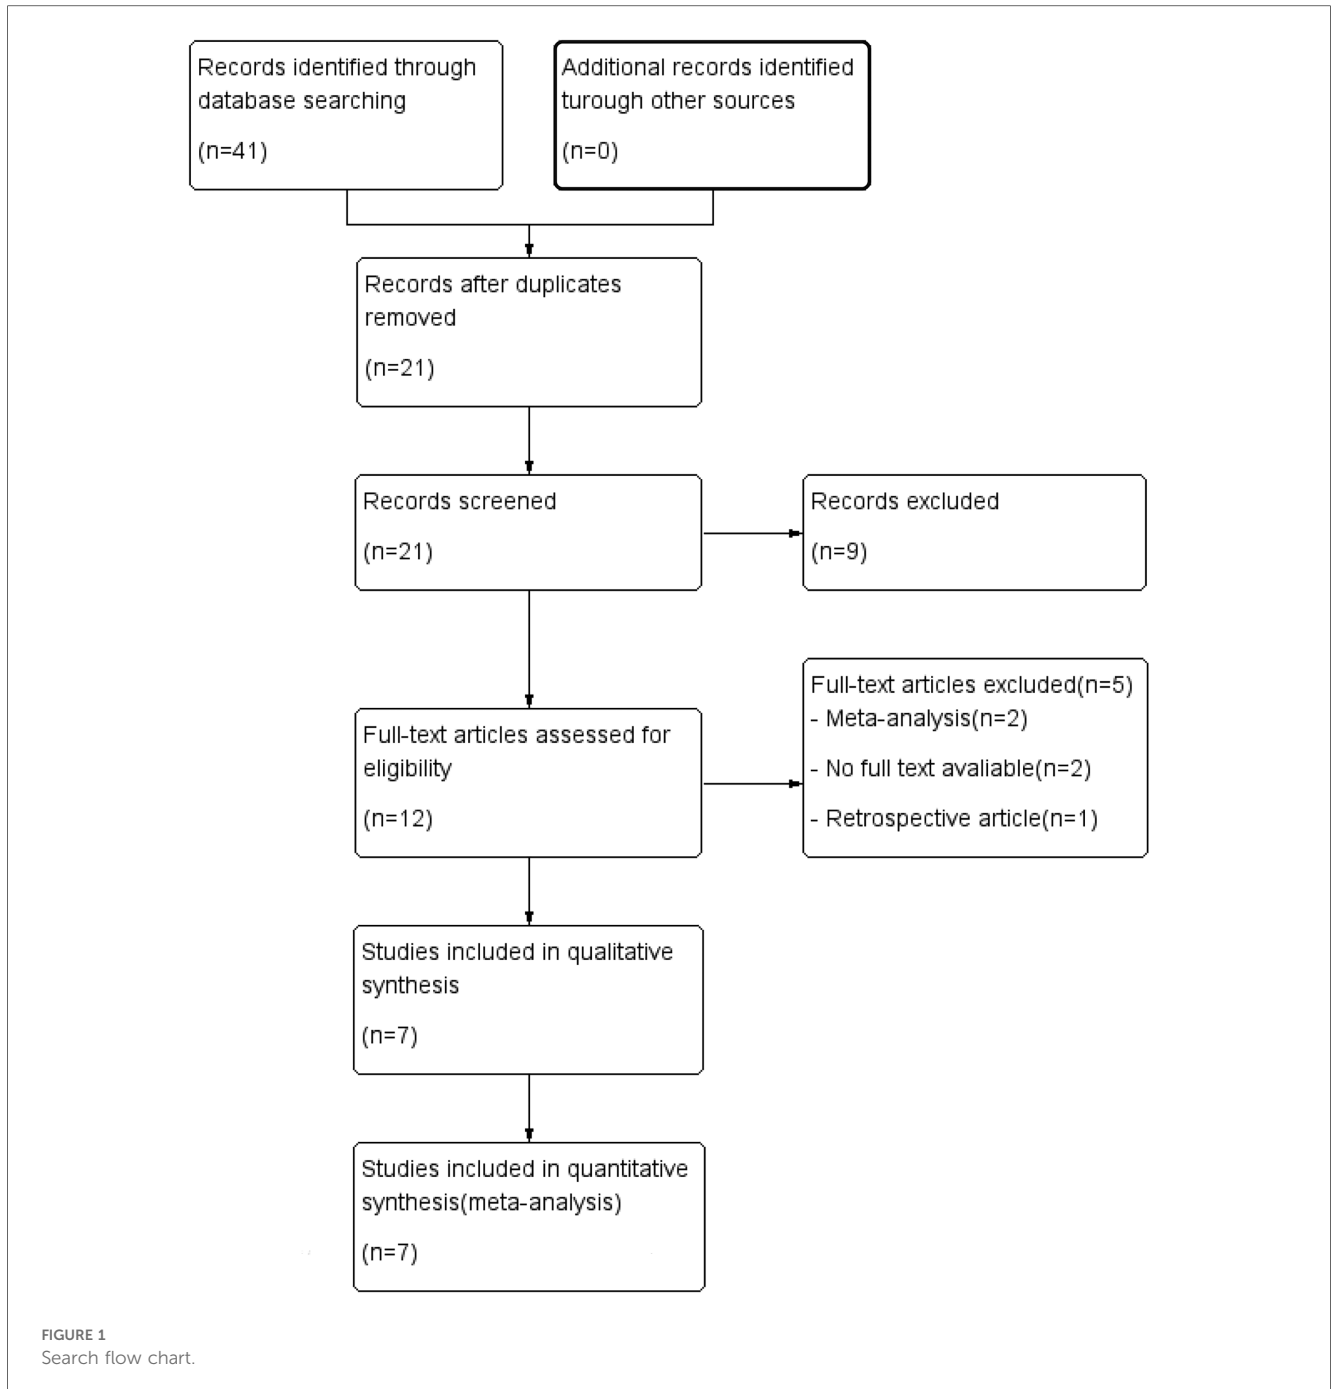 Records identified through
database searching
(n=41)
Additional records identified
turough other sources
(n=0)
Records after duplicates
removed
(n=21)
Records screened
(n=21)
Records excluded
(n=9)
Full-text articles assessed for
eligibility
(n=12)
Full-text articles excluded(n=5)
- Meta-analysis(n=2)
- No full text avaliable(n=2)
- Retrospective article(n=1)
Studies included in qualitative
synthesis
(n=7)
Studies included in quantitative
synthesis(meta-analysis)
(n=7)
FIGURE 1
Search flow chart.